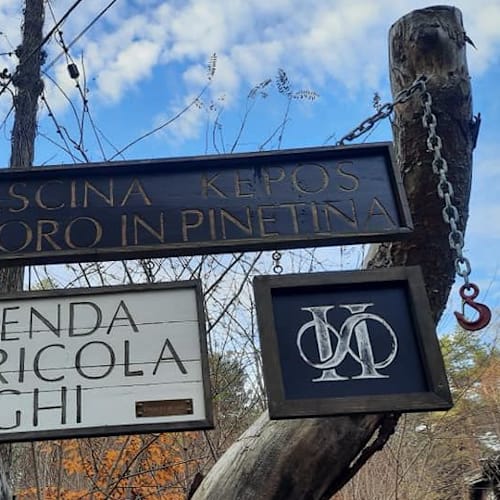 SCINA KEPOS
ORO IN PINETINA
ENDA
RICOLA
GHI